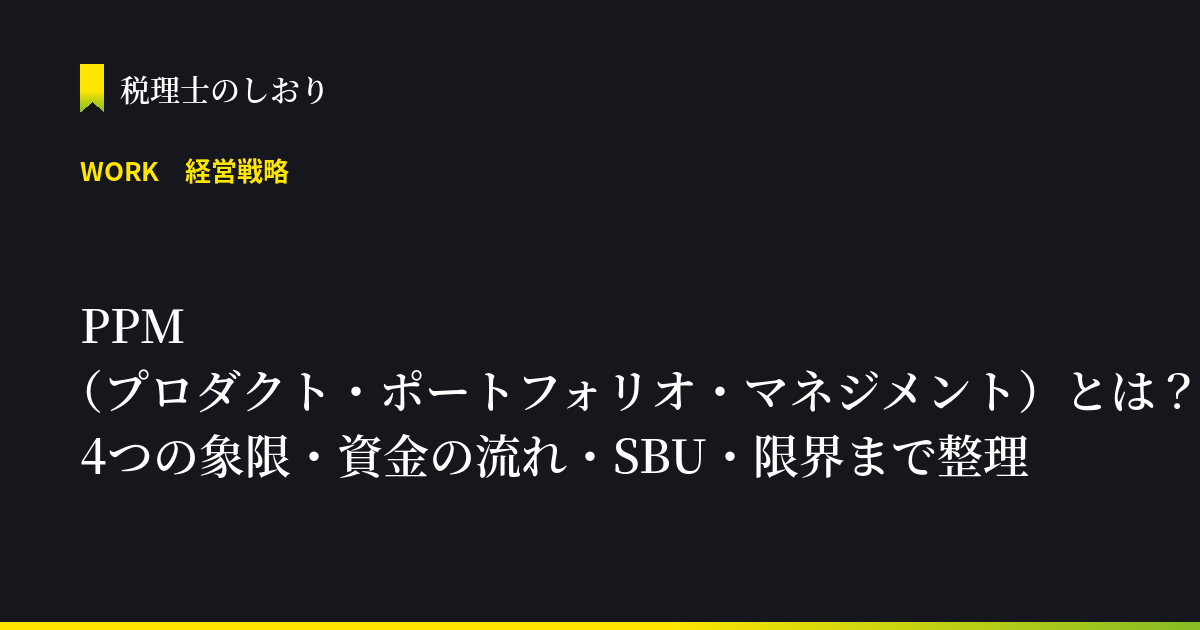 税理士のしおり
WORK　経営戦略
PPM
（プロダクト・ポートフォリオ・マネジメント）とは？
4つの象限・資金の流れ・SBU・限界まで整理